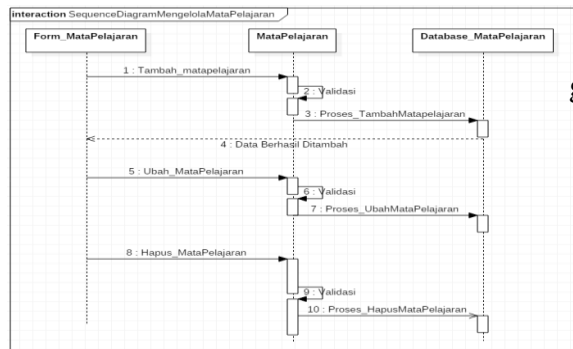 interaction SequenceDiagramMengelolaMataPelajaran
Form_MataPelajaran MataPelajaran Database_MataPelajaran
1 : Tambah_matapelajaran
2 : Validasi
3 : Proses_TambahMatapelajaran
4 : Data Berhasil Ditambah
5 : Ubah_MataPelajaran
6 : Validasi
7 : Proses_UbahMataPelajaran
8 : Hapus_MataPelajaran
9 : Validasi
10 : Proses_HapusMataPelajaran